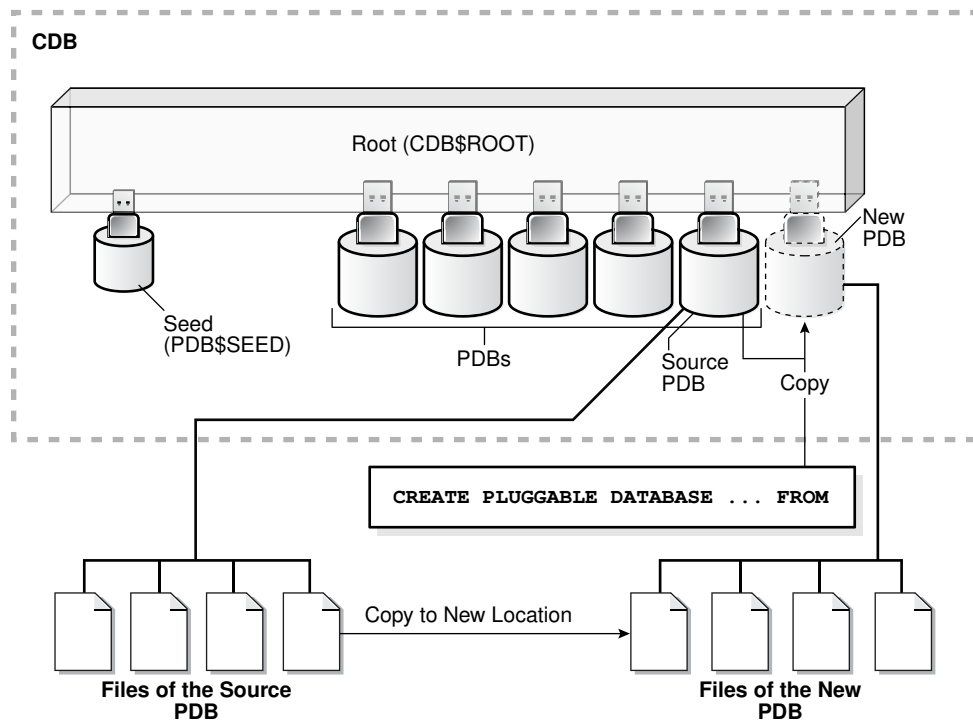 CDB
Root (CDB$ROOT)
New
PDB
Seed
(PDB$SEED)
PDBs
Source
PDB
Copy
CREATE PLUGGABLE DATABASE ... FROM
Copy to New Location
Files of the Source
PDB
Files of the New
PDB